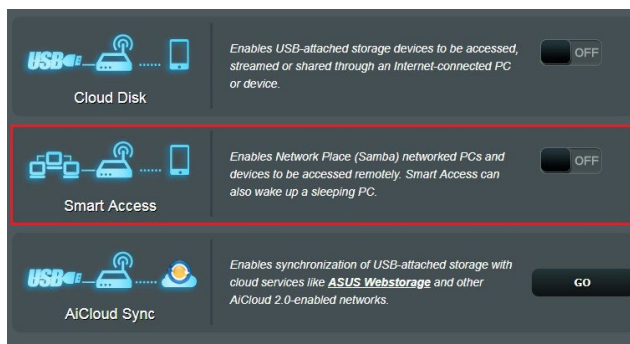 Enables USB-attached storage devices to be accessed,
streamed or shared through an Internet-connected PC
or device.
OFF
USB
Cloud Disk
Enables Network Place (Samba) networked PCs and
devices to be accessed remotely. Smart Access can
also wake up a sleeping PC.
OFF
Smart Access
Enables synchronization of USB-attached storage with
cloud services like ASUS Webstorage and other
AiCloud 2.0-enabled networks.
GO
USB
AiCloud Sync